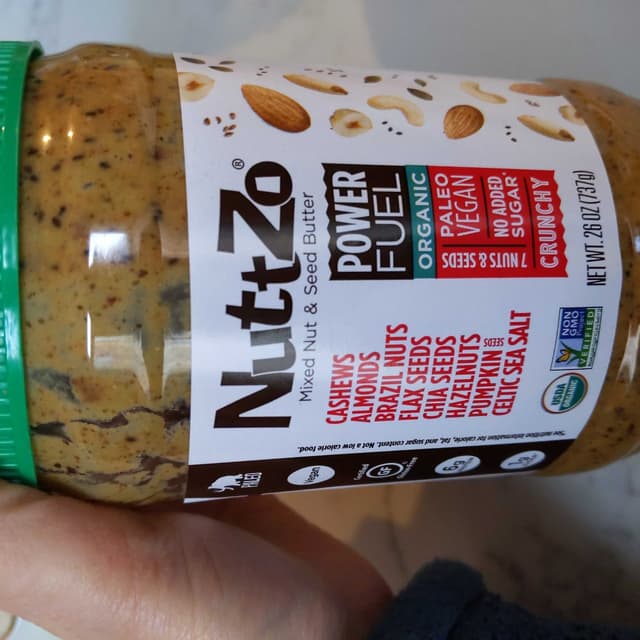 NuttZo®
Mixed Nut & Seed Butter
POWER
FUEL
ORGANIC
PALEO
VEGAN
NO ADDED
SUGAR*
7 NUTS & SEEDS
CRUNCHY
CASHEWS
ALMONDS
BRAZIL NUTS
FLAX SEEDS
CHIA SEEDS
HAZELNUTS
PUMPKIN SEEDS
CELTIC SEA SALT
NON
GMO
Project
VERIFIED
USDA
ORGANIC
NET WT. 26 OZ (737g)
*See nutrition information for calorie, fat, and sugar content. Not a low calorie food.
Vegan
GF